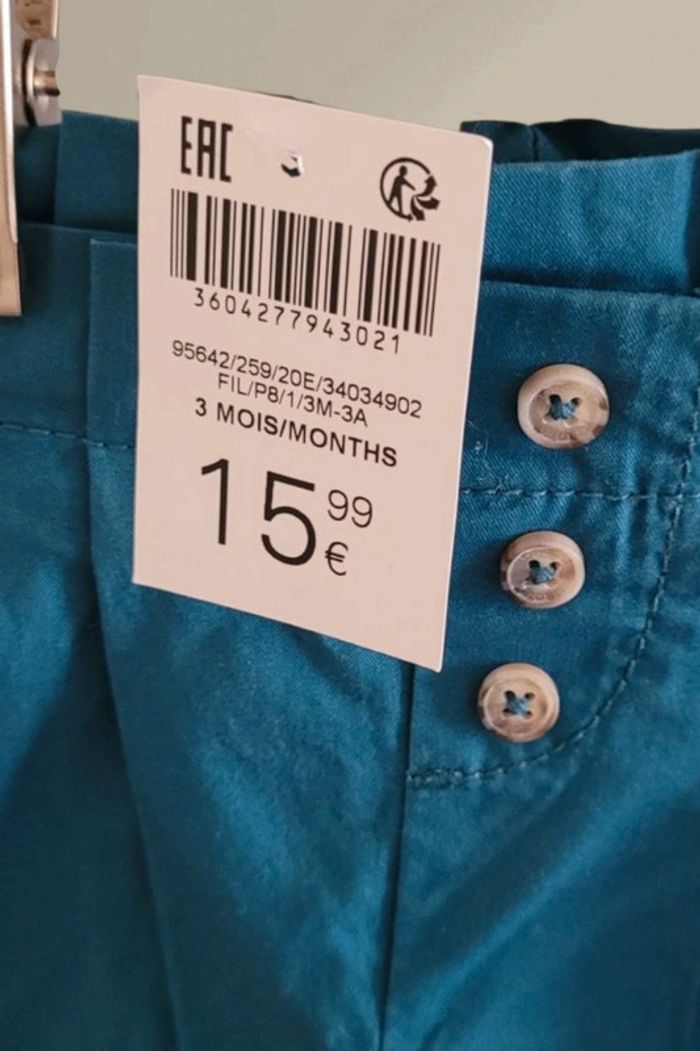 EAC
3604277943021
95642/259/20E/34034902
FIL/P8/1/3M-3A
3 MOIS/MONTHS
15 99 €